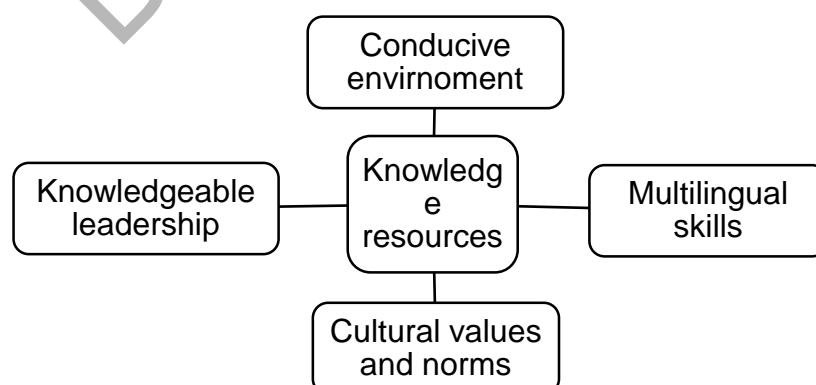 Conducive
envirnoment
Knowledgeable
leadership
Knowledg
e
resources
Multilingual
skills
Cultural values
and norms